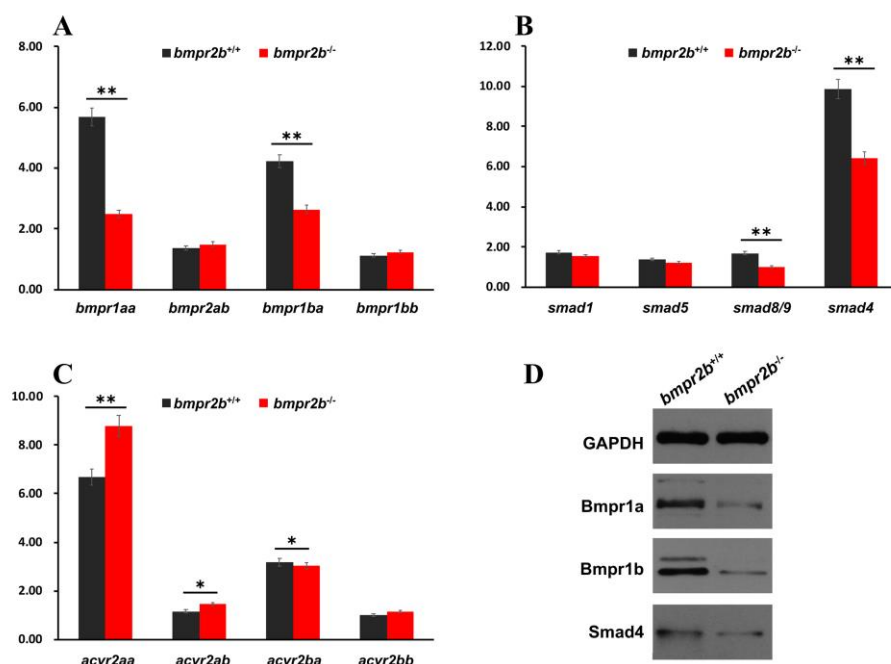 A
8.00
6.00
4.00
2.00
0.00
bmpr2b+/+
bmpr2b-/-
**
**
bmpr1aa
bmpr2ab
bmpr1ba
bmpr1bb
B
12.00
10.00
8.00
6.00
4.00
2.00
0.00
bmpr2b+/+
bmpr2b-/-
**
**
smad1
smad5
smad8/9
smad4
C
10.00
8.00
6.00
4.00
2.00
0.00
bmpr2b+/+
bmpr2b-/-
**
*
*
acvr2aa
acvr2ab
acvr2ba
acvr2bb
D
bmpr2b+/+
bmpr2b-/-
GAPDH
Bmpr1a
Bmpr1b
Smad4